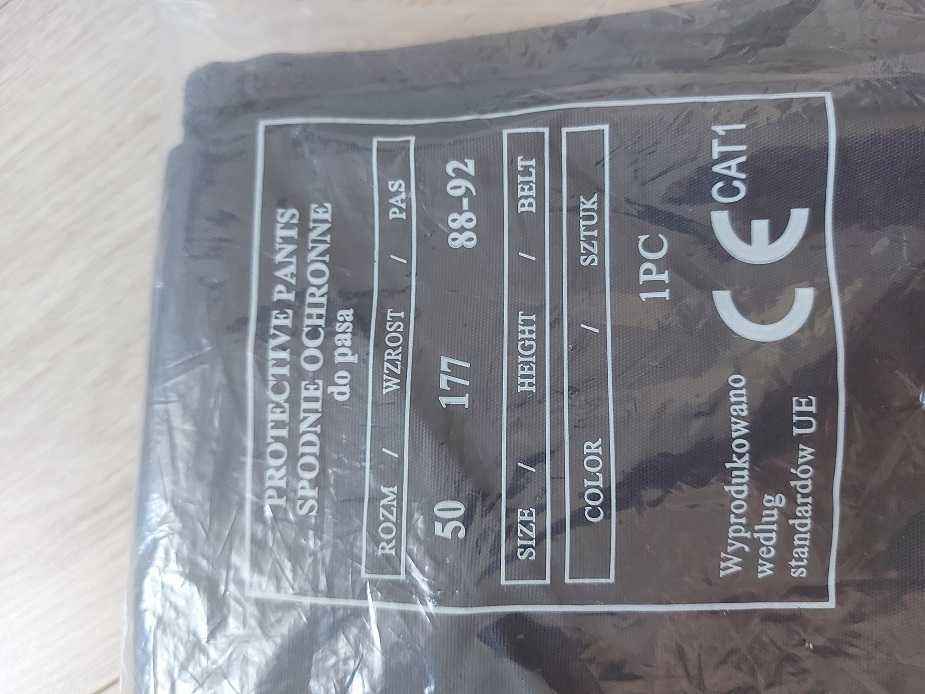 PROTECTIVE PANTS
SPODNIE OCHRONNE
do pasa
ROZM / WZROST / PAS
50 177 88-92
SIZE / HEIGHT / BELT
COLOR / SZTUK
1PC
Wyprodukowano
według
standardów UE
CE CAT1